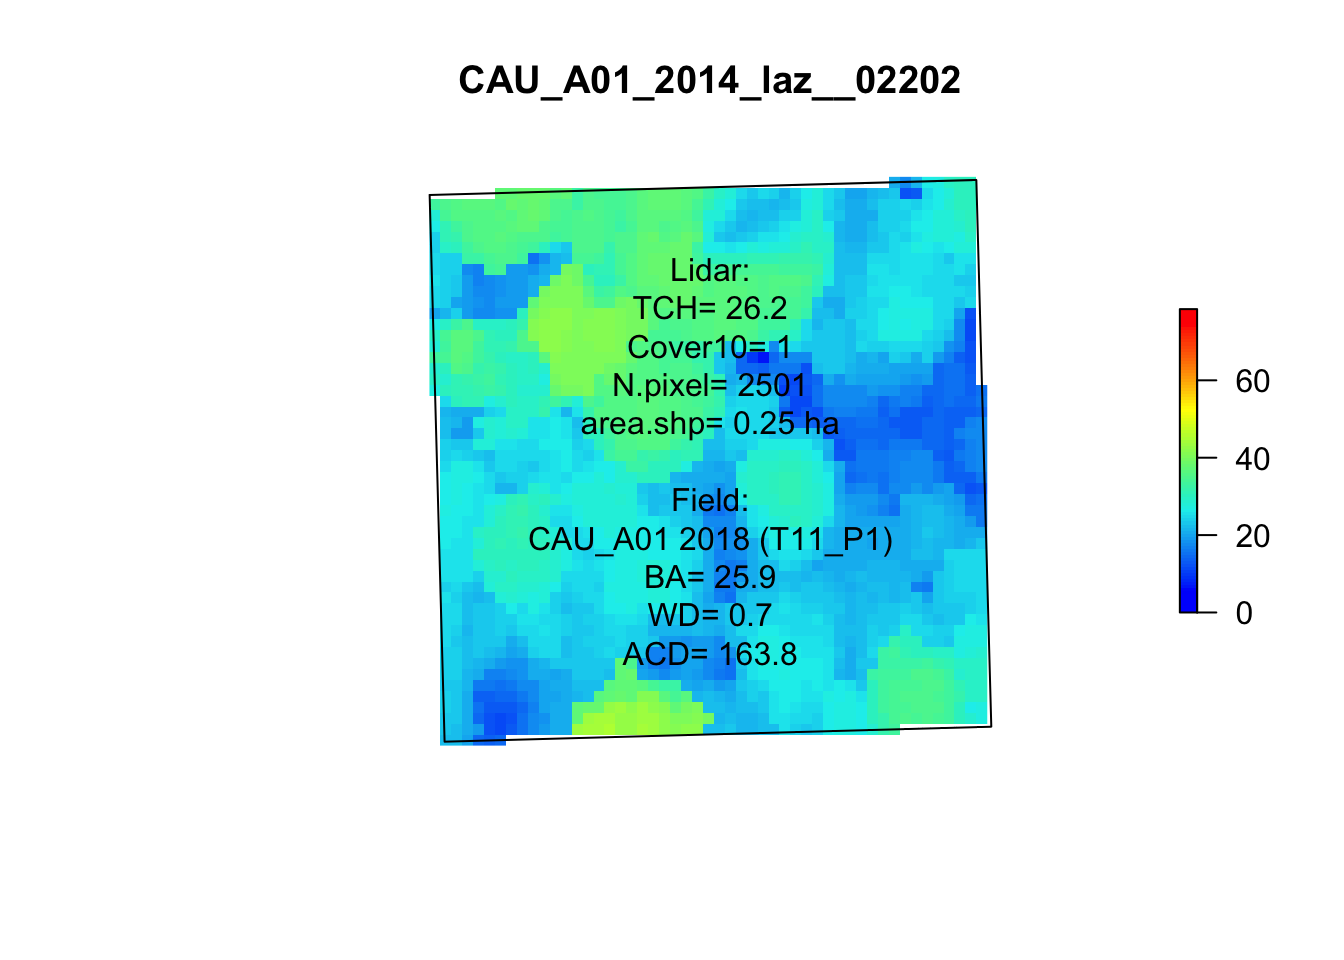 CAU_A01_2014_laz__02202
Lidar:
TCH= 26.2
Cover10= 1
N.pixel= 2501
area.shp= 0.25 ha
Field:
CAU_A01 2018 (T11_P1)
BA= 25.9
WD= 0.7
ACD= 163.8
60
40
20
0